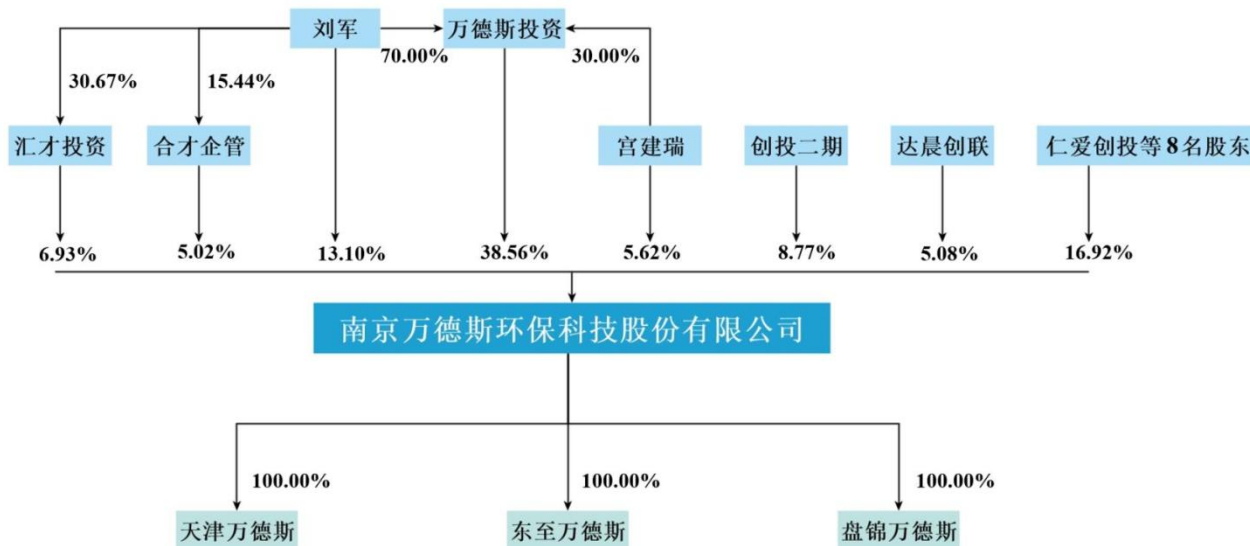 刘军
万德斯投资
70.00%
30.00%
30.67%
15.44%
汇才投资
合才企管
宫建瑞
创投二期
达晨创联
仁爱创投等8名股东
6.93%
5.02%
13.10%
38.56%
5.62%
8.77%
5.08%
16.92%
南京万德斯环保科技股份有限公司
100.00%
100.00%
100.00%
天津万德斯
东至万德斯
盘锦万德斯